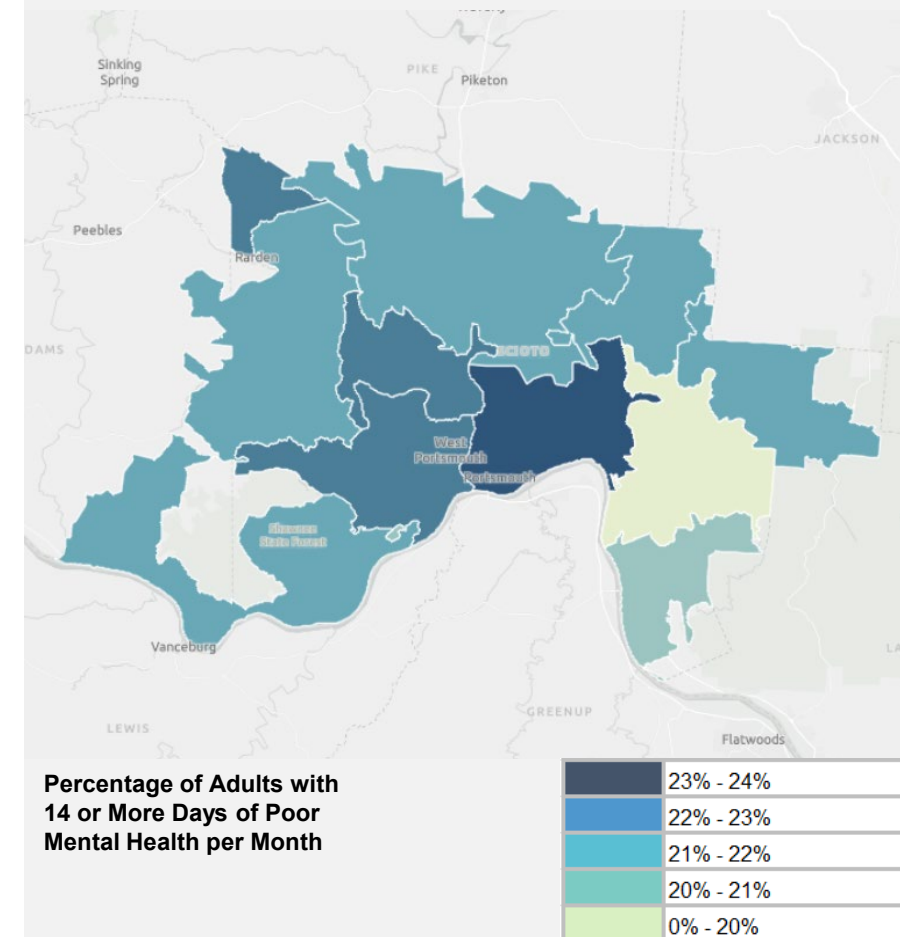 Sinking
Spring
PIKE
Piketon
JACKSON
Peebles
Rarden
DAMS
SCIOTO
West
Portsmouth
Portsmouth
Shawnee
State Forest
Vanceburg
GREENUP
LEWIS
Flatwoods
Percentage of Adults with
14 or More Days of Poor
Mental Health per Month
23% - 24%
22% - 23%
21% - 22%
20% - 21%
0% - 20%